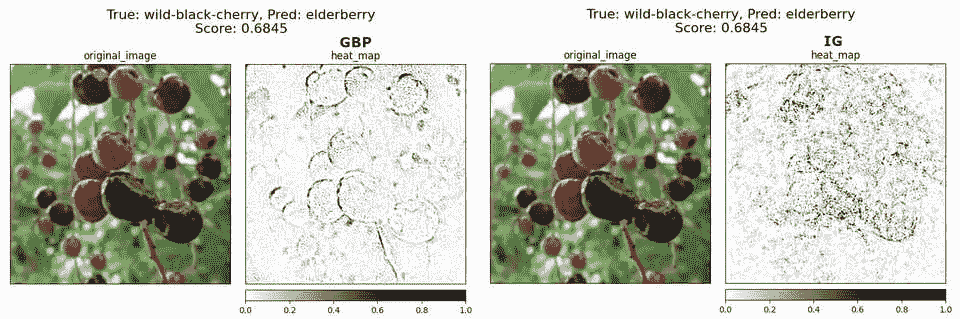 True: wild-black-cherry, Pred: elderberry
Score: 0.6845
GBP
original_image
heat_map
0.0 0.2 0.4 0.6 0.8 1.0
True: wild-black-cherry, Pred: elderberry
Score: 0.6845
IG
original_image
heat_map
0.0 0.2 0.4 0.6 0.8 1.0